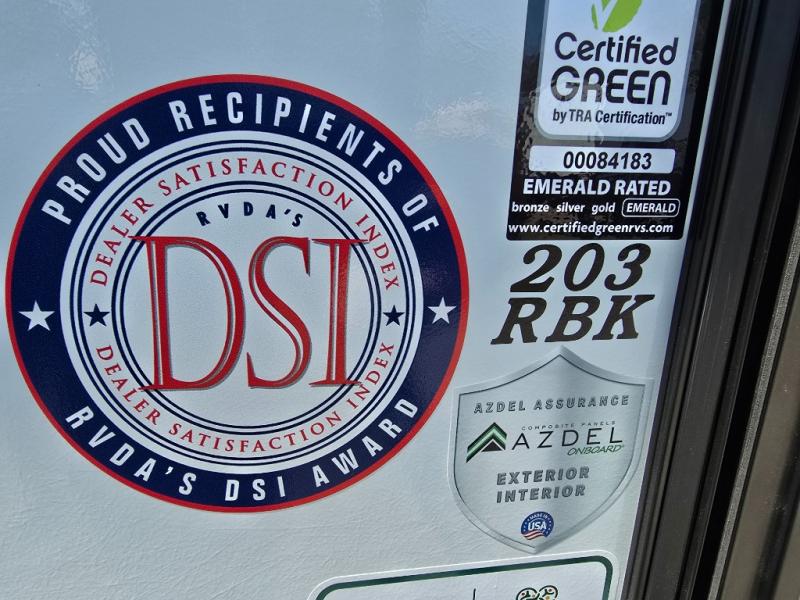 PROUD RECIPIENTS OF
DEALER SATISFACTION INDEX
RVDA'S
DSI
DEALER SATISFACTION INDEX
RVDA'S DSI AWARD
Certified
GREEN
by TRA Certification™
00084183
EMERALD RATED
bronze silver gold EMERALD
www.certifiedgreenrvs.com
203
RBK
AZDEL ASSURANCE
COMPOSITE PANELS
AZDEL
ONBOARD®
EXTERIOR
INTERIOR
MADE IN
USA